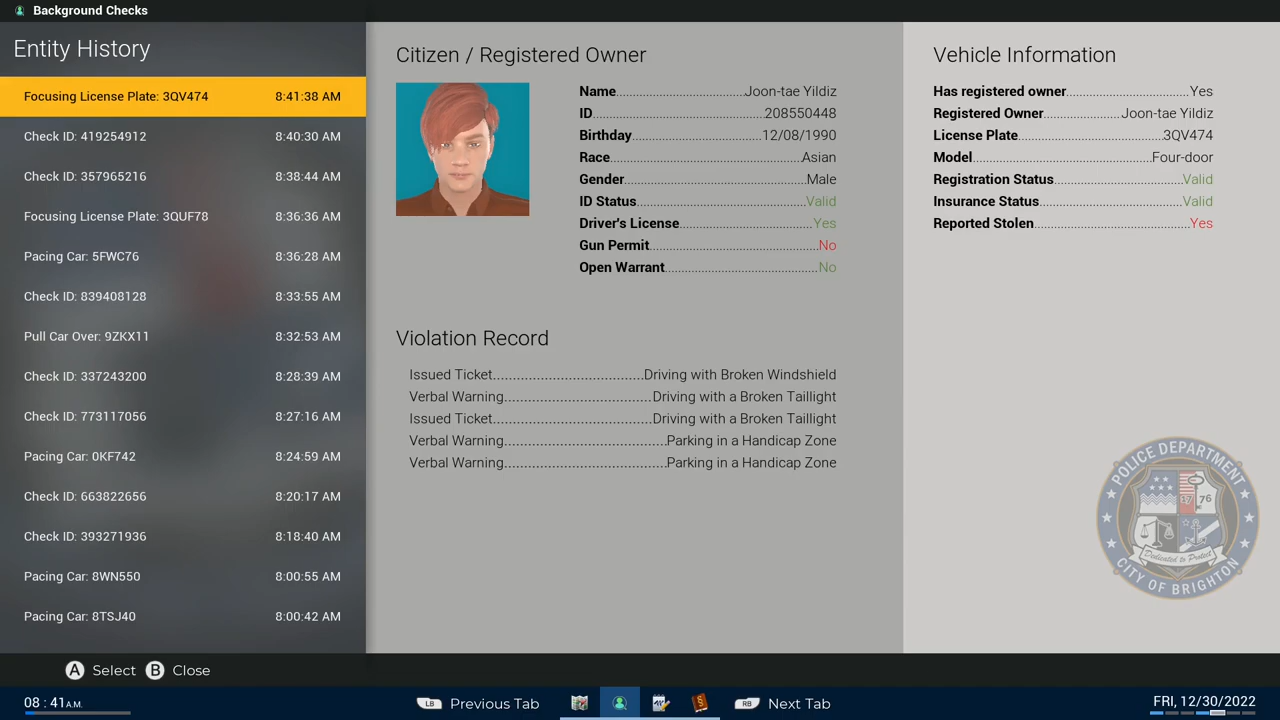 Background Checks
Entity History
Focusing License Plate: 3QV474 8:41:38 AM
Check ID: 419254912 8:40:30 AM
Check ID: 357965216 8:38:44 AM
Focusing License Plate: 3QUF78 8:36:36 AM
Pacing Car: 5FWC76 8:36:28 AM
Check ID: 839408128 8:33:55 AM
Pull Car Over: 9ZKX11 8:32:53 AM
Check ID: 337243200 8:28:39 AM
Check ID: 773117056 8:27:16 AM
Pacing Car: 0KF742 8:24:59 AM
Check ID: 663822656 8:20:17 AM
Check ID: 393271936 8:18:40 AM
Pacing Car: 8WN550 8:00:55 AM
Pacing Car: 8TSJ40 8:00:42 AM
Citizen / Registered Owner
Name Joon-tae Yildiz
ID 208550448
Birthday 12/08/1990
Race Asian
Gender Male
ID Status Valid
Driver's License Yes
Gun Permit No
Open Warrant No
Violation Record
Issued Ticket Driving with Broken Windshield
Verbal Warning Driving with a Broken Taillight
Issued Ticket Driving with a Broken Taillight
Verbal Warning Parking in a Handicap Zone
Verbal Warning Parking in a Handicap Zone
Vehicle Information
Has registered owner Yes
Registered Owner Joon-tae Yildiz
License Plate 3QV474
Model Four-door
Registration Status Valid
Insurance Status Valid
Reported Stolen Yes
POLICE DEPARTMENT
17 76
Dedicated to Protect
CITY OF BRIGHTON
A Select B Close
08 : 41 A.M.
LB Previous Tab
RB Next Tab
FRI, 12/30/2022